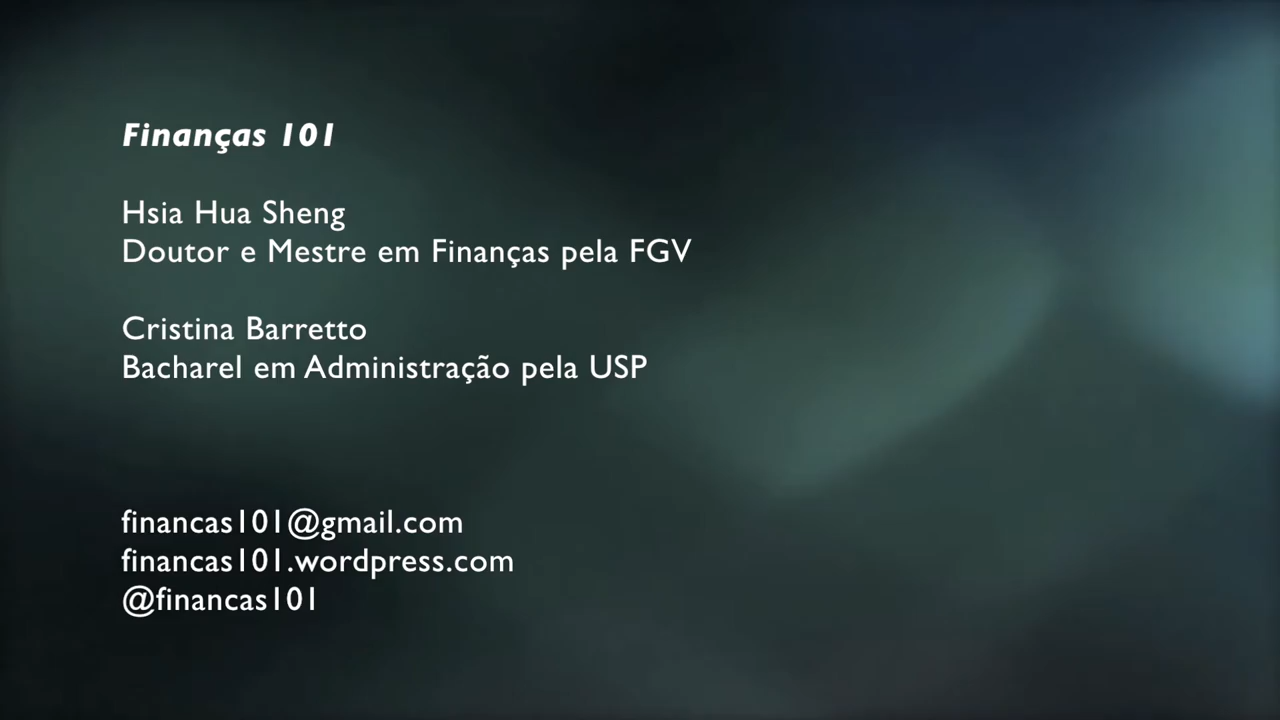 Finanças 101
Hsia Hua Sheng
Doutor e Mestre em Finanças pela FGV
Cristina Barretto
Bacharel em Administração pela USP
financas101@gmail.com
financas101.wordpress.com
@financas101